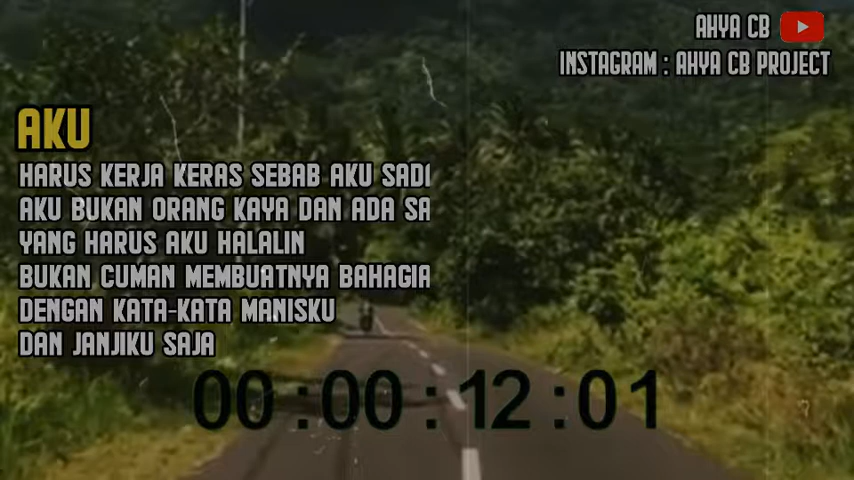 AHYA CB
INSTAGRAM : AHYA CB PROJECT
AKU
HARUS KERJA KERAS SEBAB AKU
AKU BUKAN ORANG KAYA DAN ADA
YANG HARUS AKU HALALIN
BUKAN CUMAN MEMBUATNYA BAHAGIA
DENGAN KATA-KATA MANISKU
DAN JANJIKU SAJA
00:00:12:01